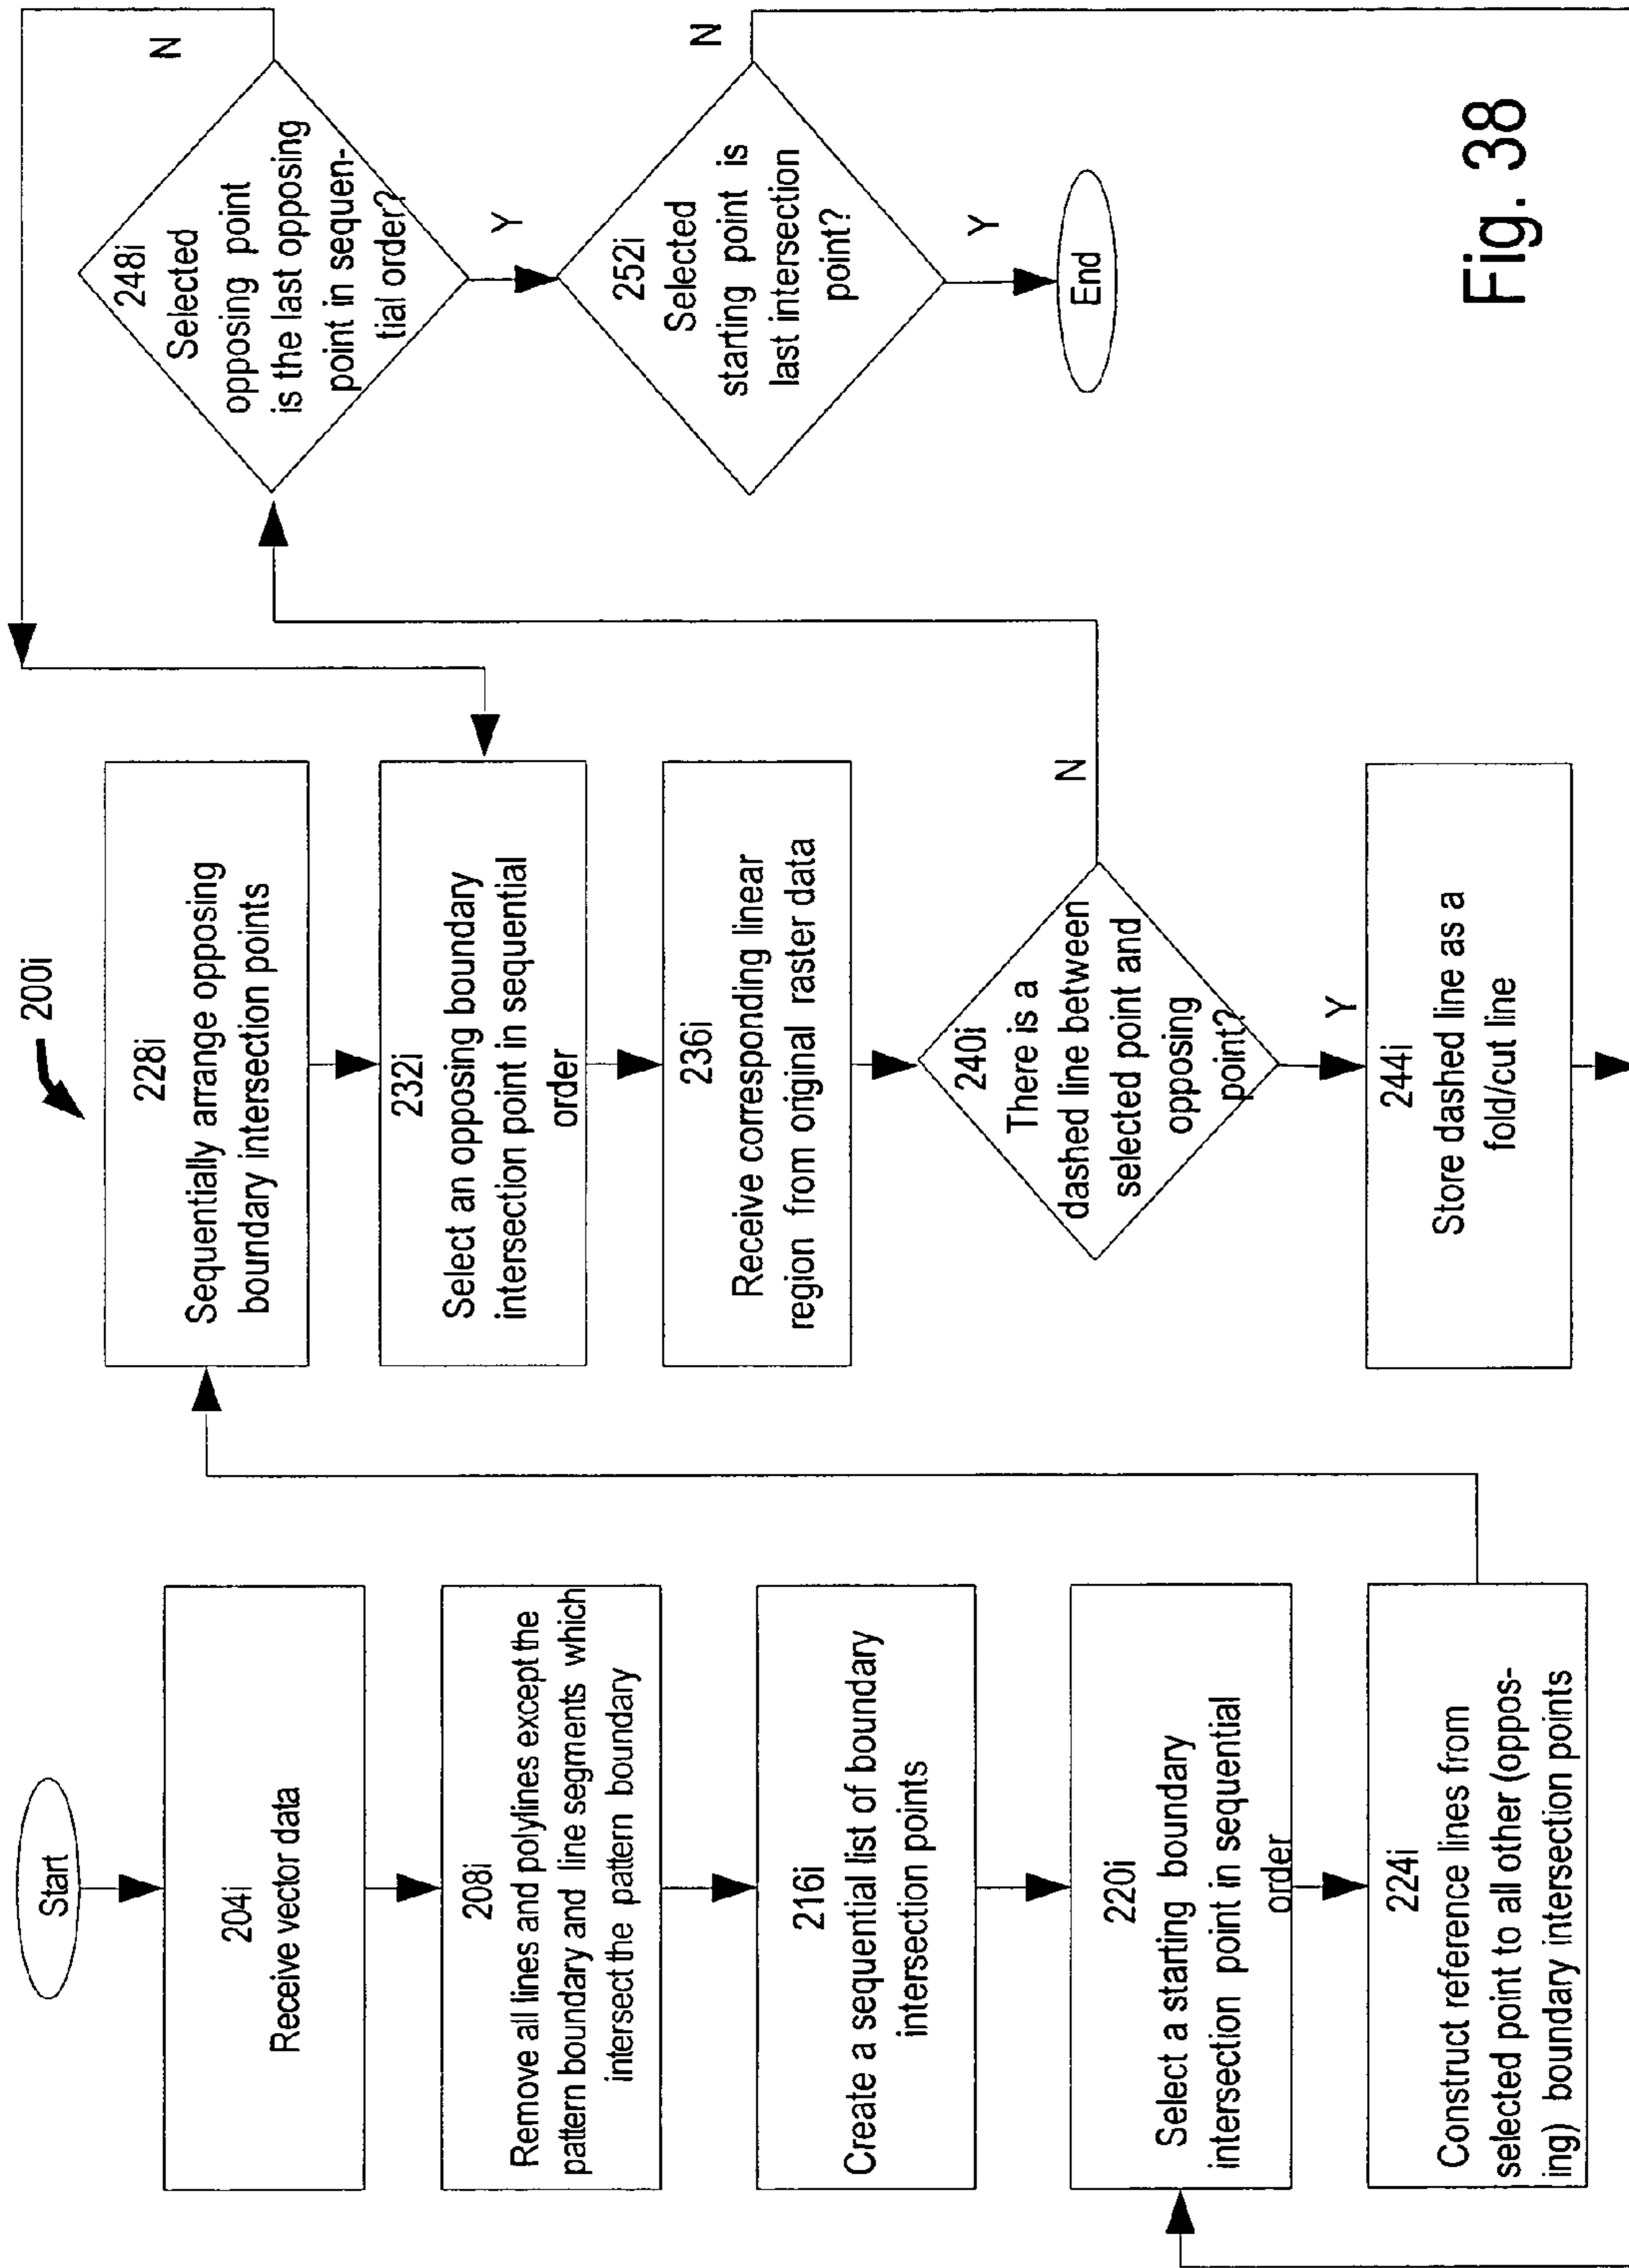 Start
204i
Receive vector data
208i
Remove all lines and polylines except the
pattern boundary and line segments which
intersect the pattern boundary
216i
Create a sequential list of boundary
intersection points
220i
Select a starting boundary
intersection point in sequential
order
224i
Construct reference lines from
selected point to all other (oppos-
ing) boundary intersection points
200i
228i
Sequentially arrange opposing
boundary intersection points
232i
Select an opposing boundary
intersection point in sequential
order
236i
Receive corresponding linear
region from original raster data
240i
There is a
dashed line between
selected point and
opposing
point?
N
Y
244i
Store dashed line as a
fold/cut line
248i
Selected
opposing point
is the last opposing
point in sequen-
tial order?
N
Y
252i
Selected
starting point is
last intersection
point?
N
Y
End
Fig. 38